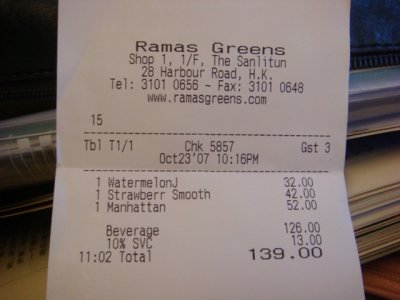 Ramas Greens
Shop 1, 1/F, The Sanlitun
28 Harbour Road, H.K.
Tel: 3101 0656 - Fax: 3101 0648
www.ramasgreens.com
15
Tbl T1/1 Chk 5857 Gst 3
Oct23'07 10:16PM
1 WatermelonJ 32.00
1 Strawberr Smooth 42.00
1 Manhattan 52.00
Beverage 126.00
10% SVC 13.00
11:02 Total 139.00